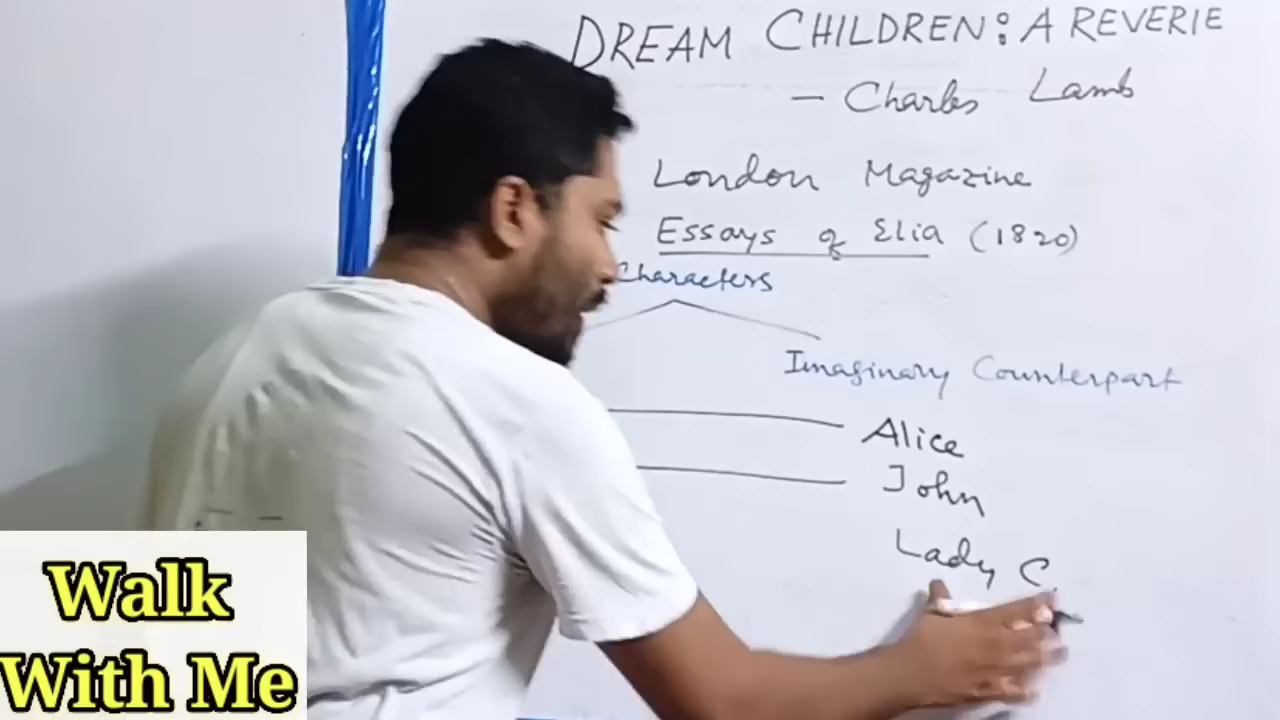 DREAM CHILDREN: A REVERIE
- Charles Lamb
London Magazine
Essays of Elia (1820)
Characters
Imaginary Counterpart
Alice
John
Lady C
Walk
With Me